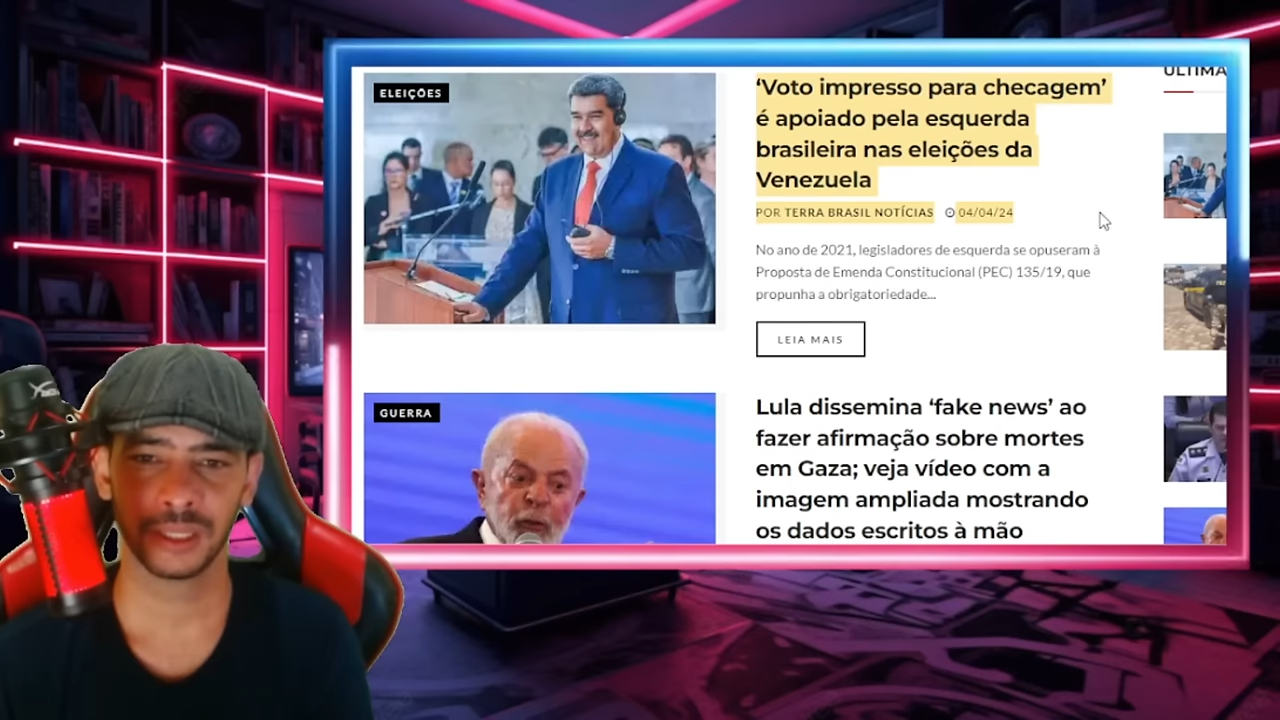 ELEIÇÕES
'Voto impresso para checagem'
é apoiado pela esquerda
brasileira nas eleições da
Venezuela
POR TERRA BRASIL NOTÍCIAS 04/04/24
No ano de 2021, legisladores de esquerda se opuseram à
Proposta de Emenda Constitucional (PEC) 135/19, que
propunha a obrigatoriedade...
LEIA MAIS
GUERRA
Lula dissemina 'fake news' ao
fazer afirmação sobre mortes
em Gaza; veja vídeo com a
imagem ampliada mostrando
os dados escritos à mão
ÚLTIMA